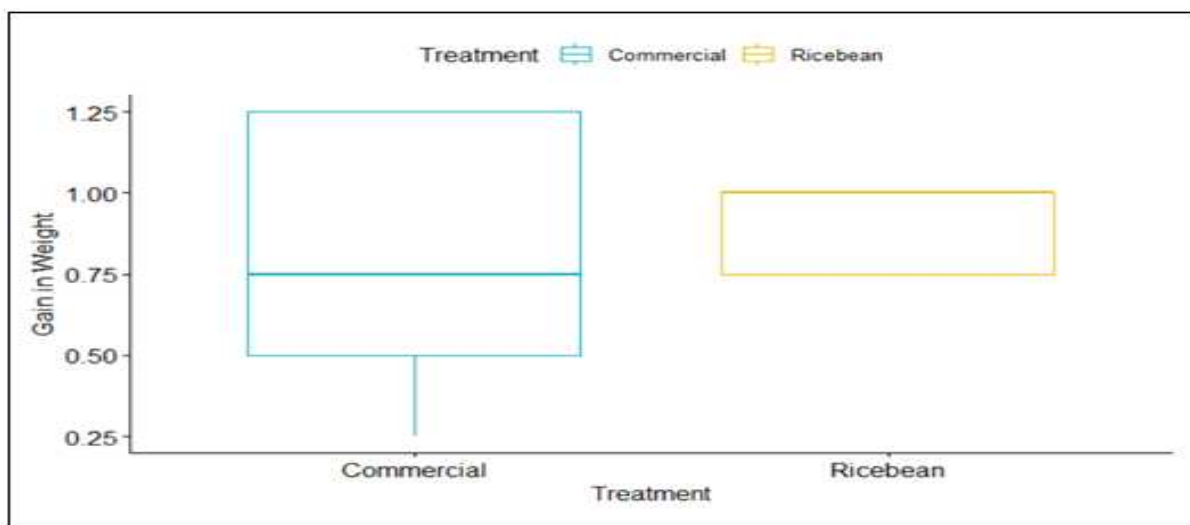 Treatment Commercial Ricebean
Gain in Weight
1.25
1.00
0.75
0.50
0.25
Commercial Ricebean
Treatment